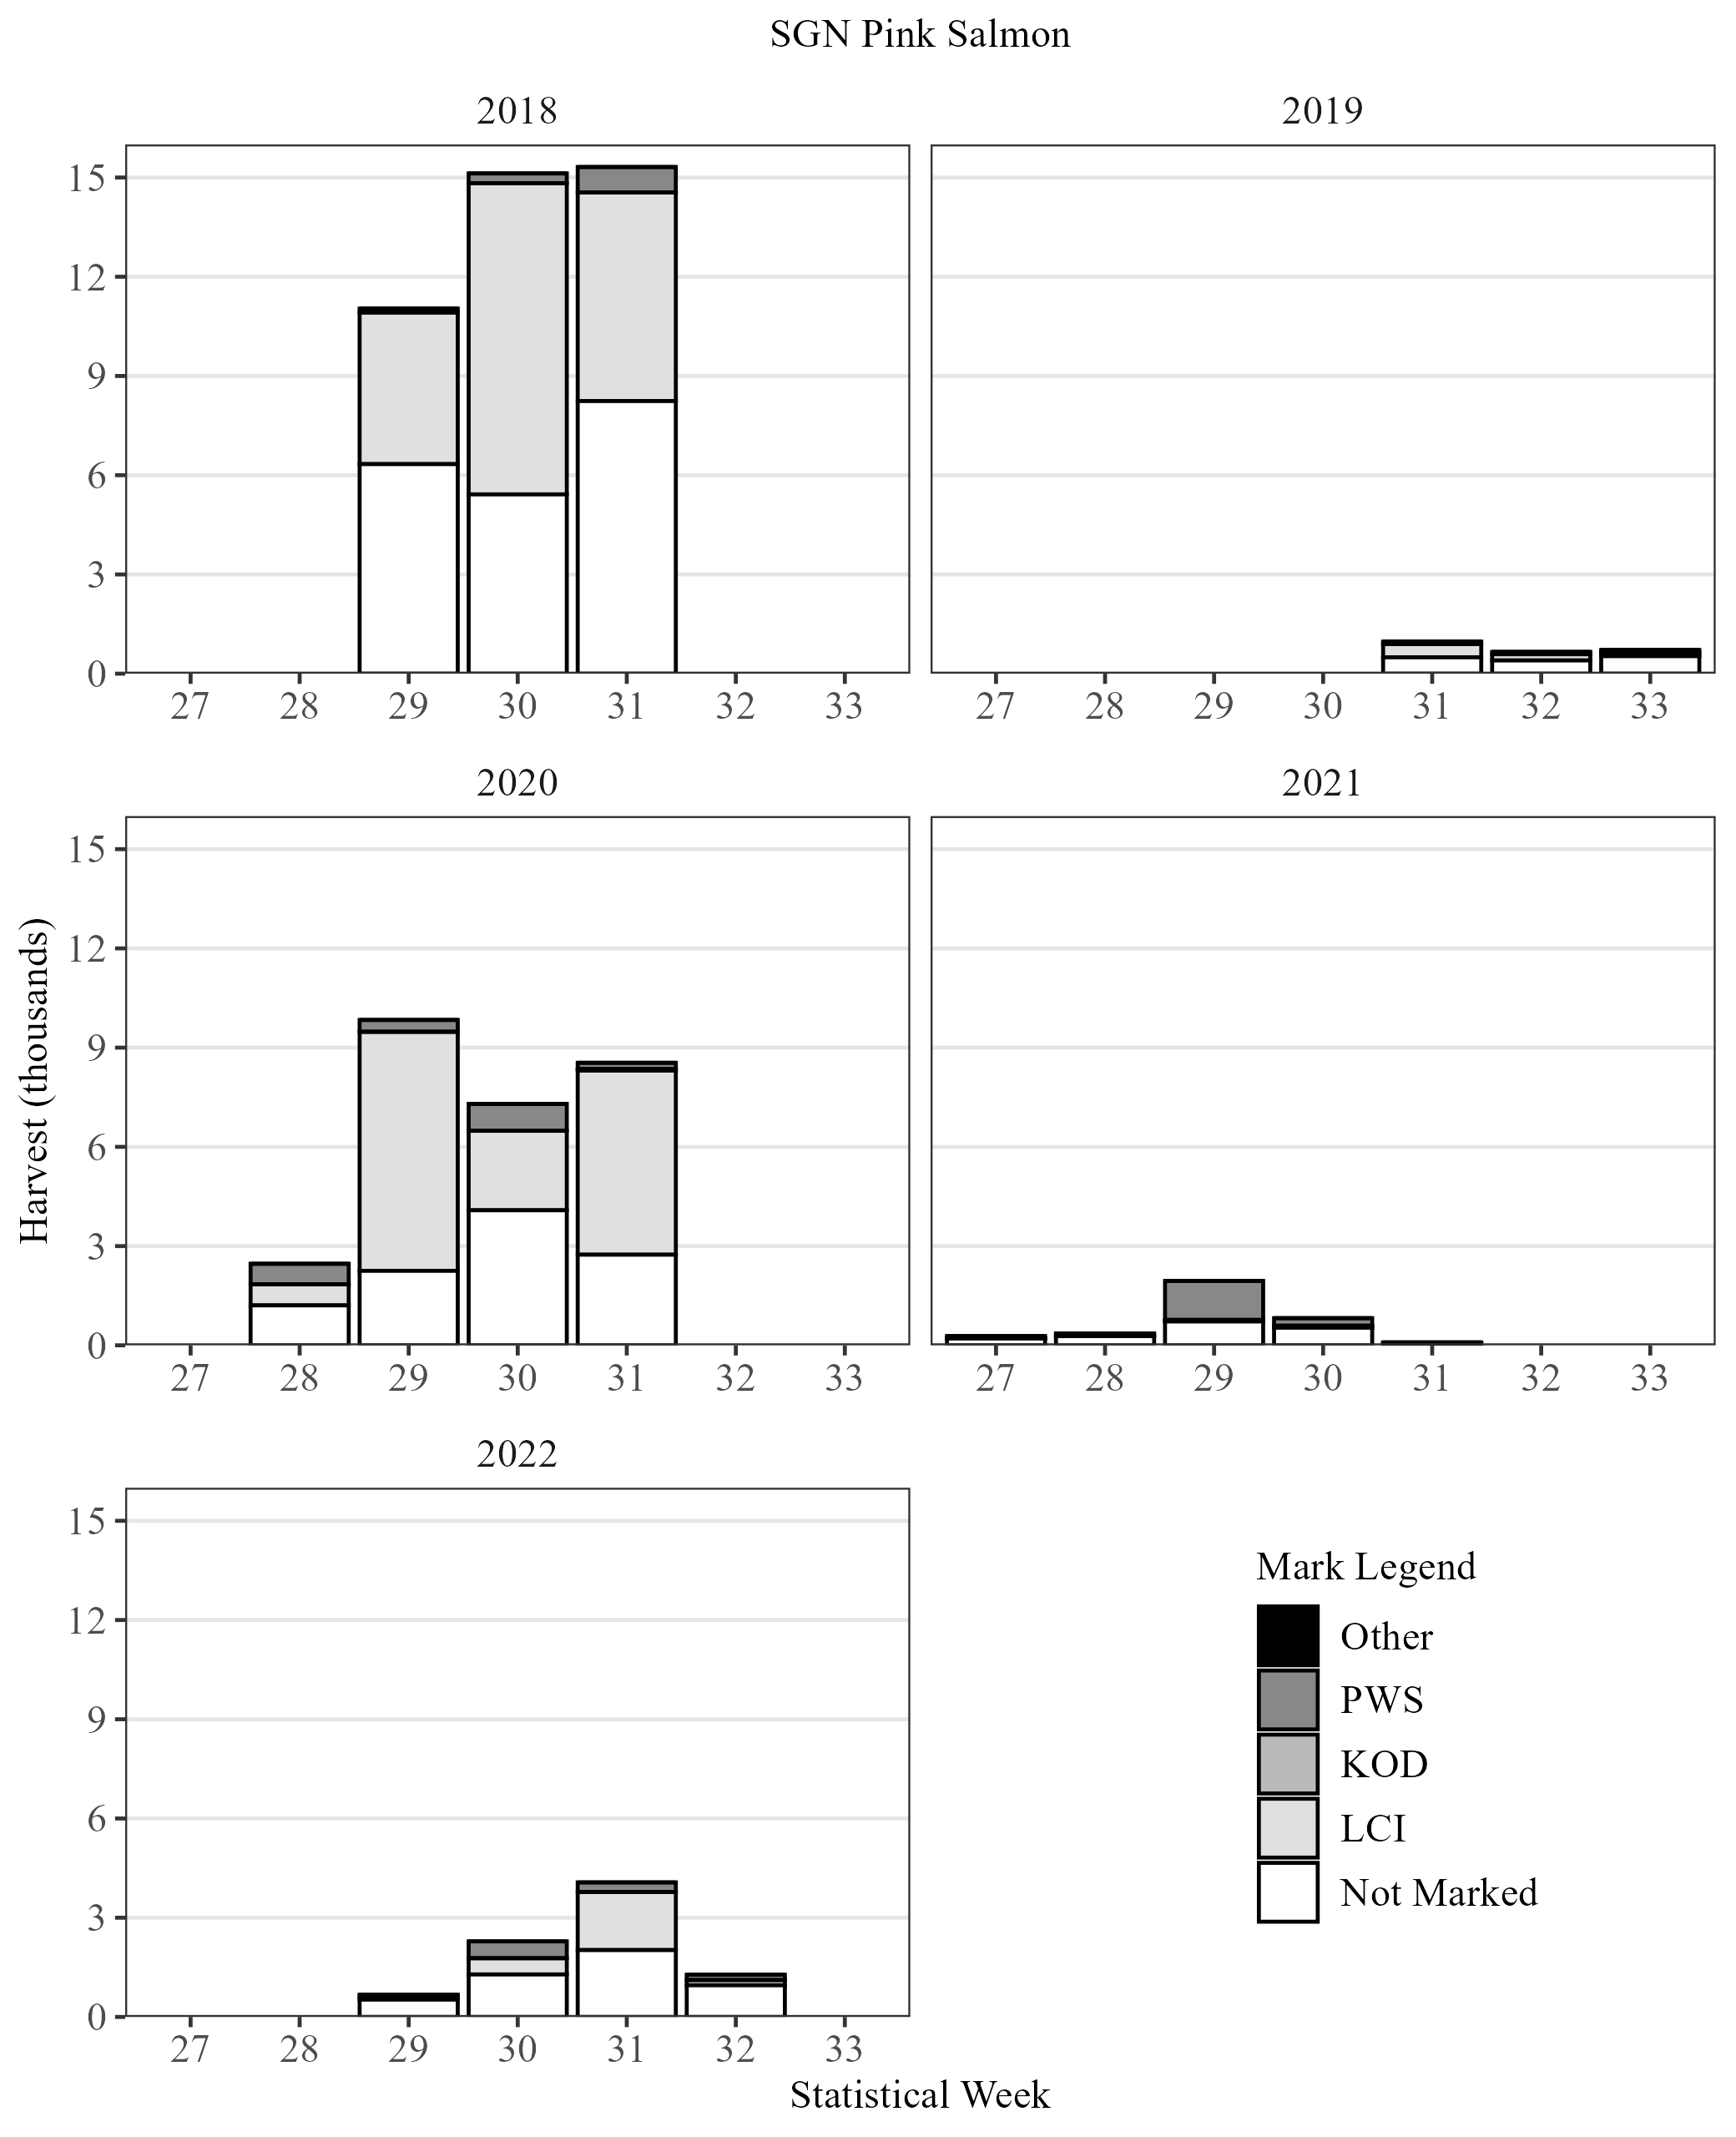 SGN Pink Salmon
2018
2019
15
12
9
6
3
0
27 28 29 30 31 32 33
27 28 29 30 31 32 33
2020
2021
15
12
9
6
3
0
27 28 29 30 31 32 33
27 28 29 30 31 32 33
Harvest (thousands)
2022
15
12
9
6
3
0
27 28 29 30 31 32 33
Mark Legend
Other
PWS
KOD
LCI
Not Marked
Statistical Week